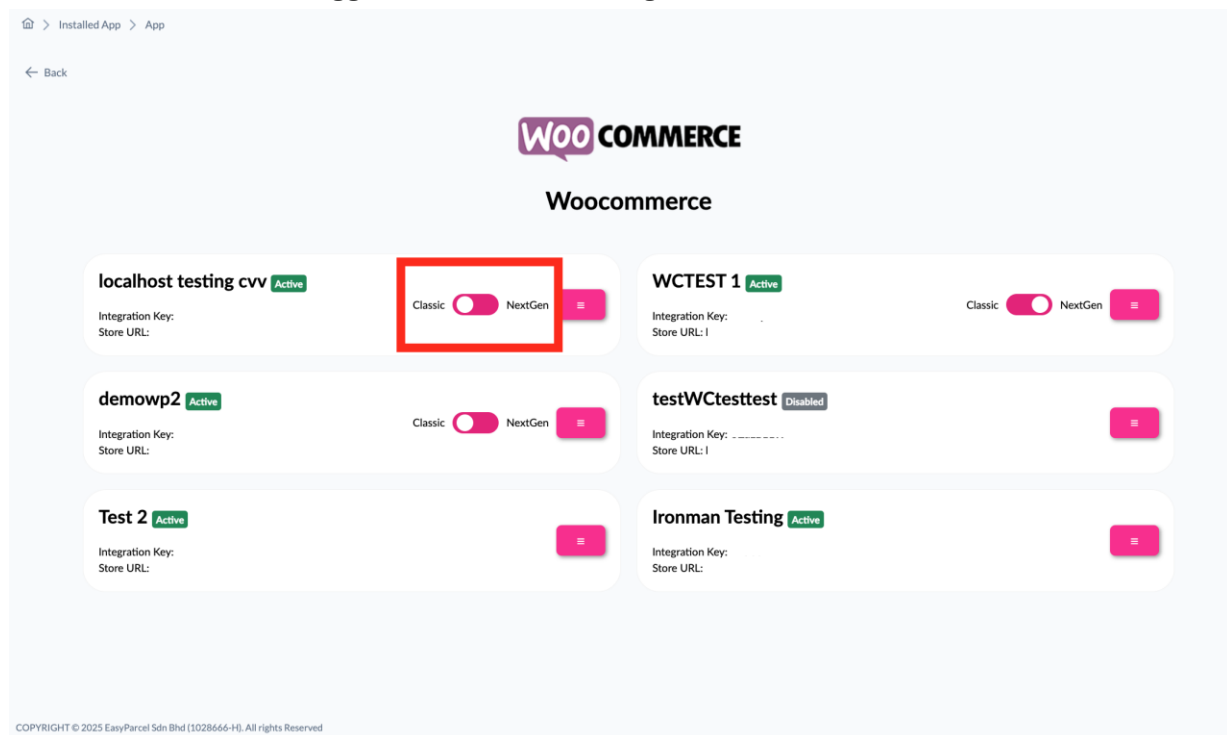 Installed App > App
← Back
WOO COMMERCE
Woocommerce
localhost testing cvv Active
Integration Key:
Store URL:
Classic NextGen
WCTEST 1 Active
Integration Key:
Store URL: l
Classic NextGen
demowp2 Active
Integration Key:
Store URL:
Classic NextGen
testWCtesttest Disabled
Integration Key:
Store URL: l
Test 2 Active
Integration Key:
Store URL:
Ironman Testing Active
Integration Key:
Store URL:
COPYRIGHT © 2025 EasyParcel Sdn Bhd (1028666-H). All rights Reserved